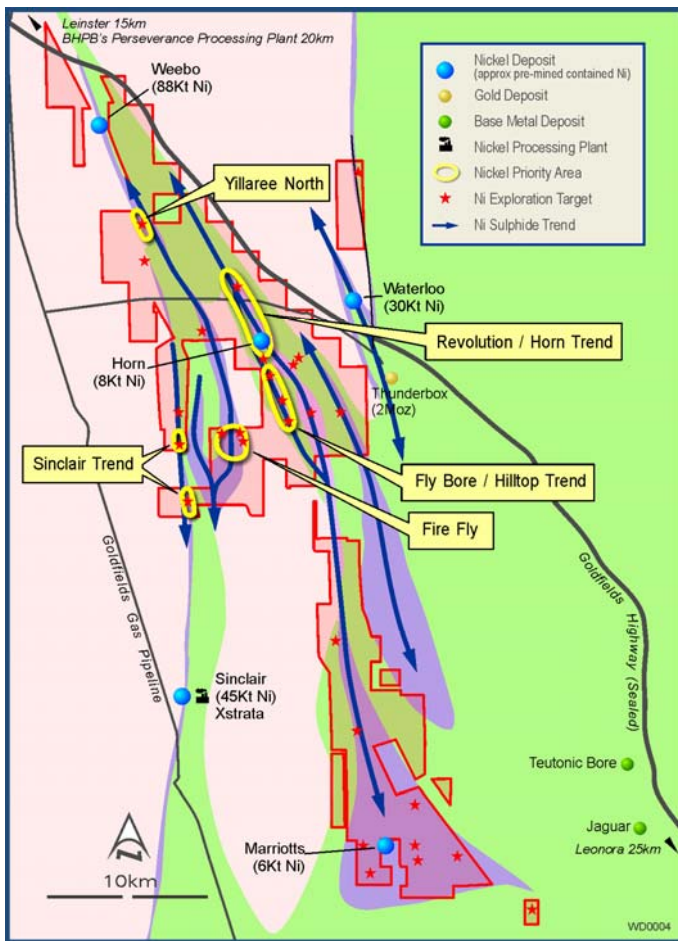 Leinster 15km
BHPB's Perseverance Processing Plant 20km
Weebo
(88Kt Ni)
Nickel Deposit
(approx pre-mined contained Ni)
Gold Deposit
Base Metal Deposit
Nickel Processing Plant
Nickel Priority Area
Ni Exploration Target
Ni Sulphide Trend
Yillaree North
Waterloo
(30Kt Ni)
Revolution / Horn Trend
Horn
(8Kt Ni)
Thunderbox
(2Moz)
Sinclair Trend
Fly Bore / Hilltop Trend
Fire Fly
Goldfields Gas Pipeline
Goldfields Highway (Sealed)
Sinclair
(45Kt Ni)
Xstrata
Teutonic Bore
Jaguar
Leonora 25km
Marriotts
(6Kt Ni)
N
10km
WD0004